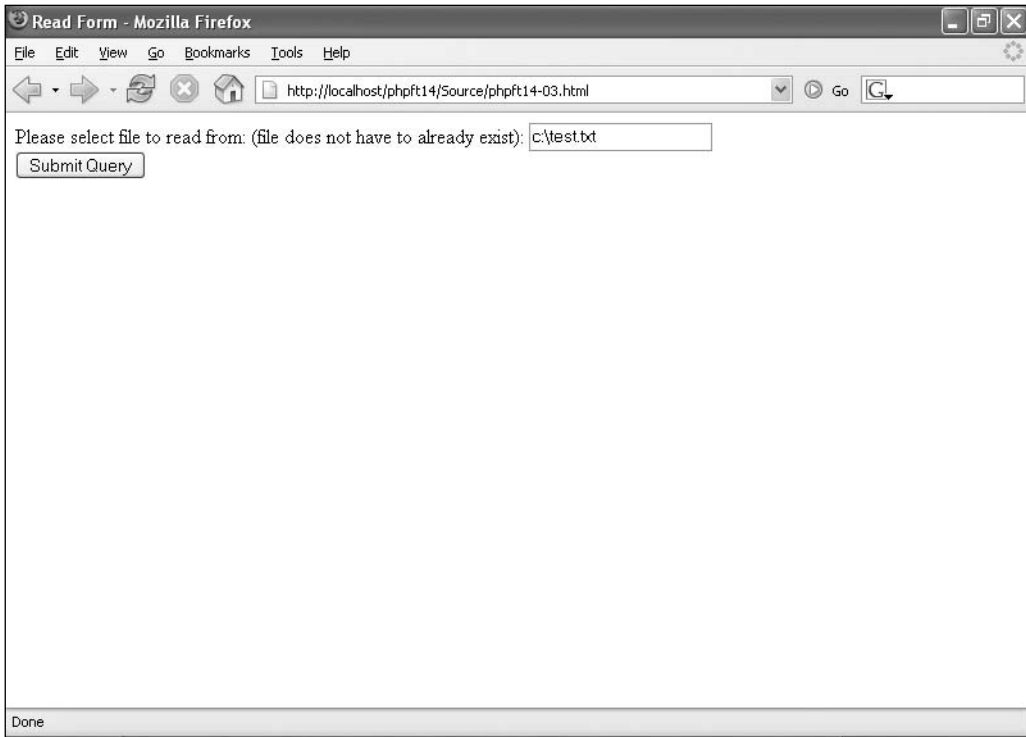 Read Form - Mozilla Firefox
File Edit View Go Bookmarks Tools Help
http://localhost/phpft14/Source/phpft14-03.html Go G
Please select file to read from: (file does not have to already exist): c:\test.txt
Submit Query
Done